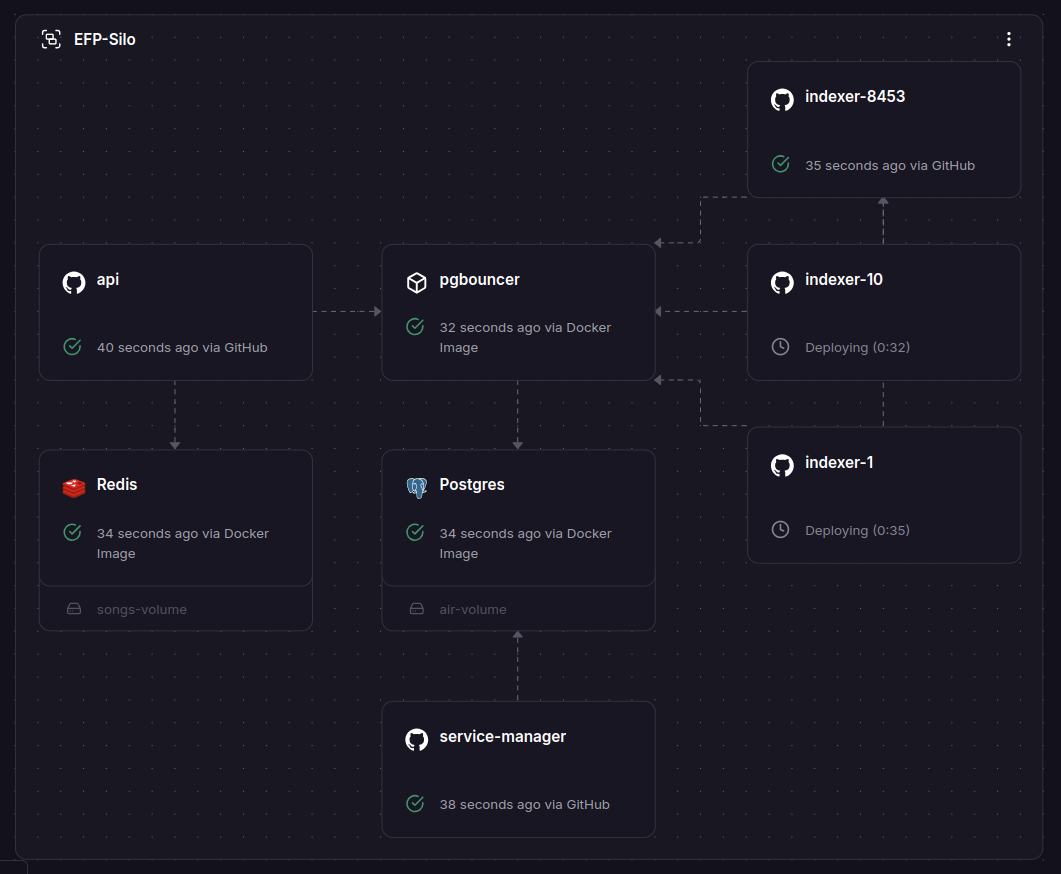 EFP-Silo
indexer-8453
35 seconds ago via GitHub
api
40 seconds ago via GitHub
pgbouncer
32 seconds ago via Docker
Image
indexer-10
Deploying (0:32)
Redis
34 seconds ago via Docker
Image
songs-volume
Postgres
34 seconds ago via Docker
Image
air-volume
indexer-1
Deploying (0:35)
service-manager
38 seconds ago via GitHub